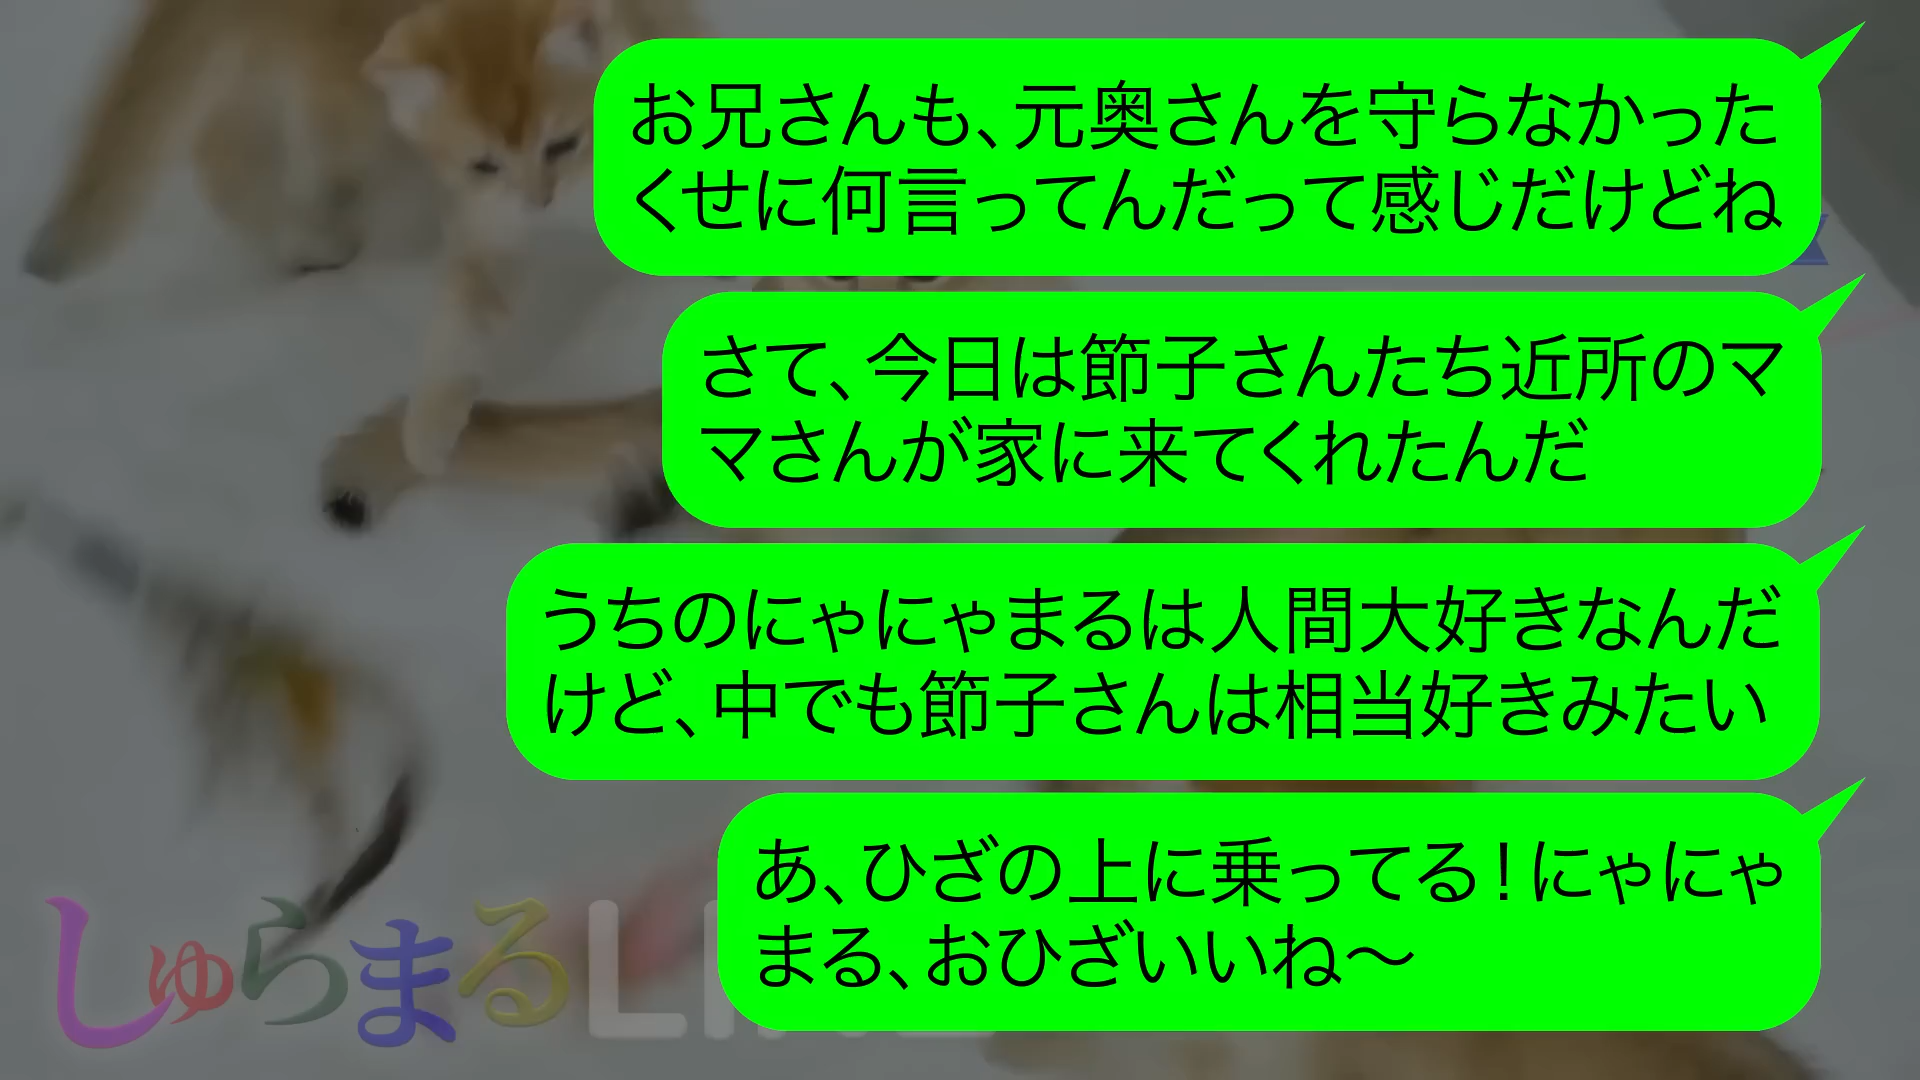 お兄さんも、元奥さんを守らなかった
くせに何言ってんだって感じだけどね
さて、今日は節子さんたち近所のマ
マさんが家に来てくれたんだ
うちのにゃにゃまるは人間大好きなんだ
けど、中でも節子さんは相当好きみたい
あ、ひざの上に乗ってる！にゃにゃ
まる、おひざいいね～
しゅらまる